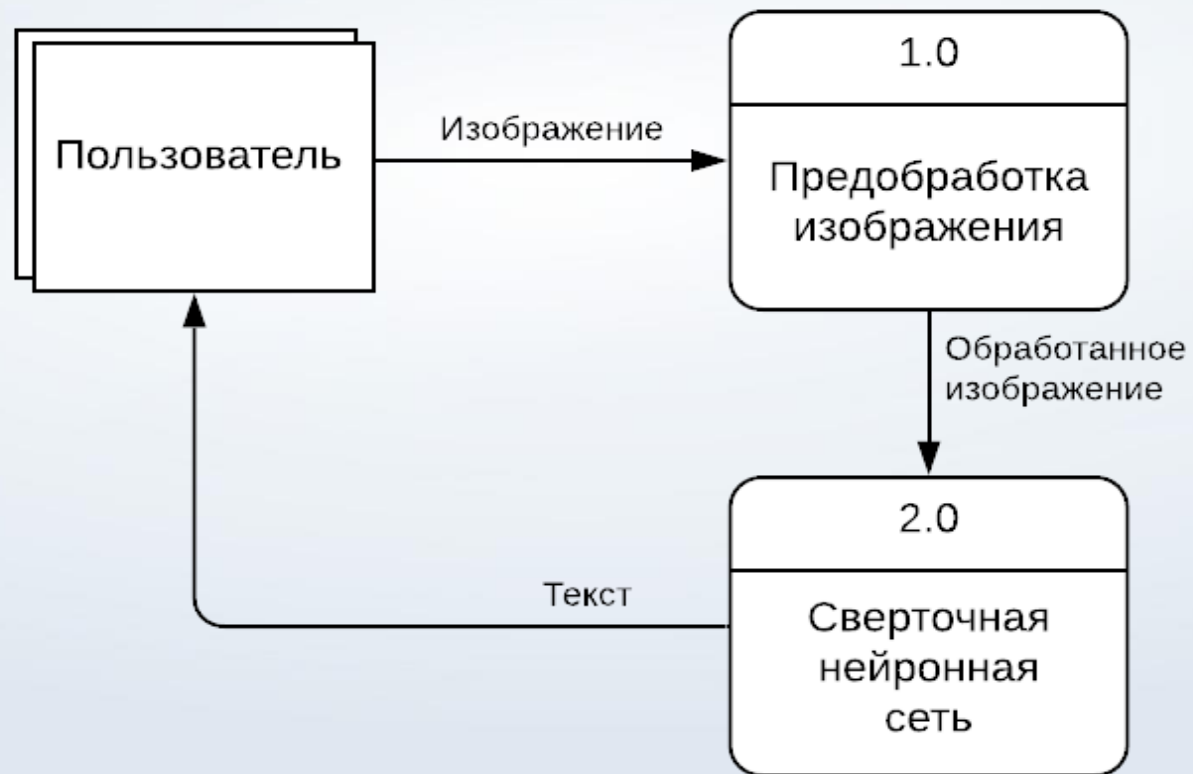 Пользователь
Изображение
1.0
Предобработка
изображения
Обработанное
изображение
2.0
Сверточная
нейронная
сеть
Текст